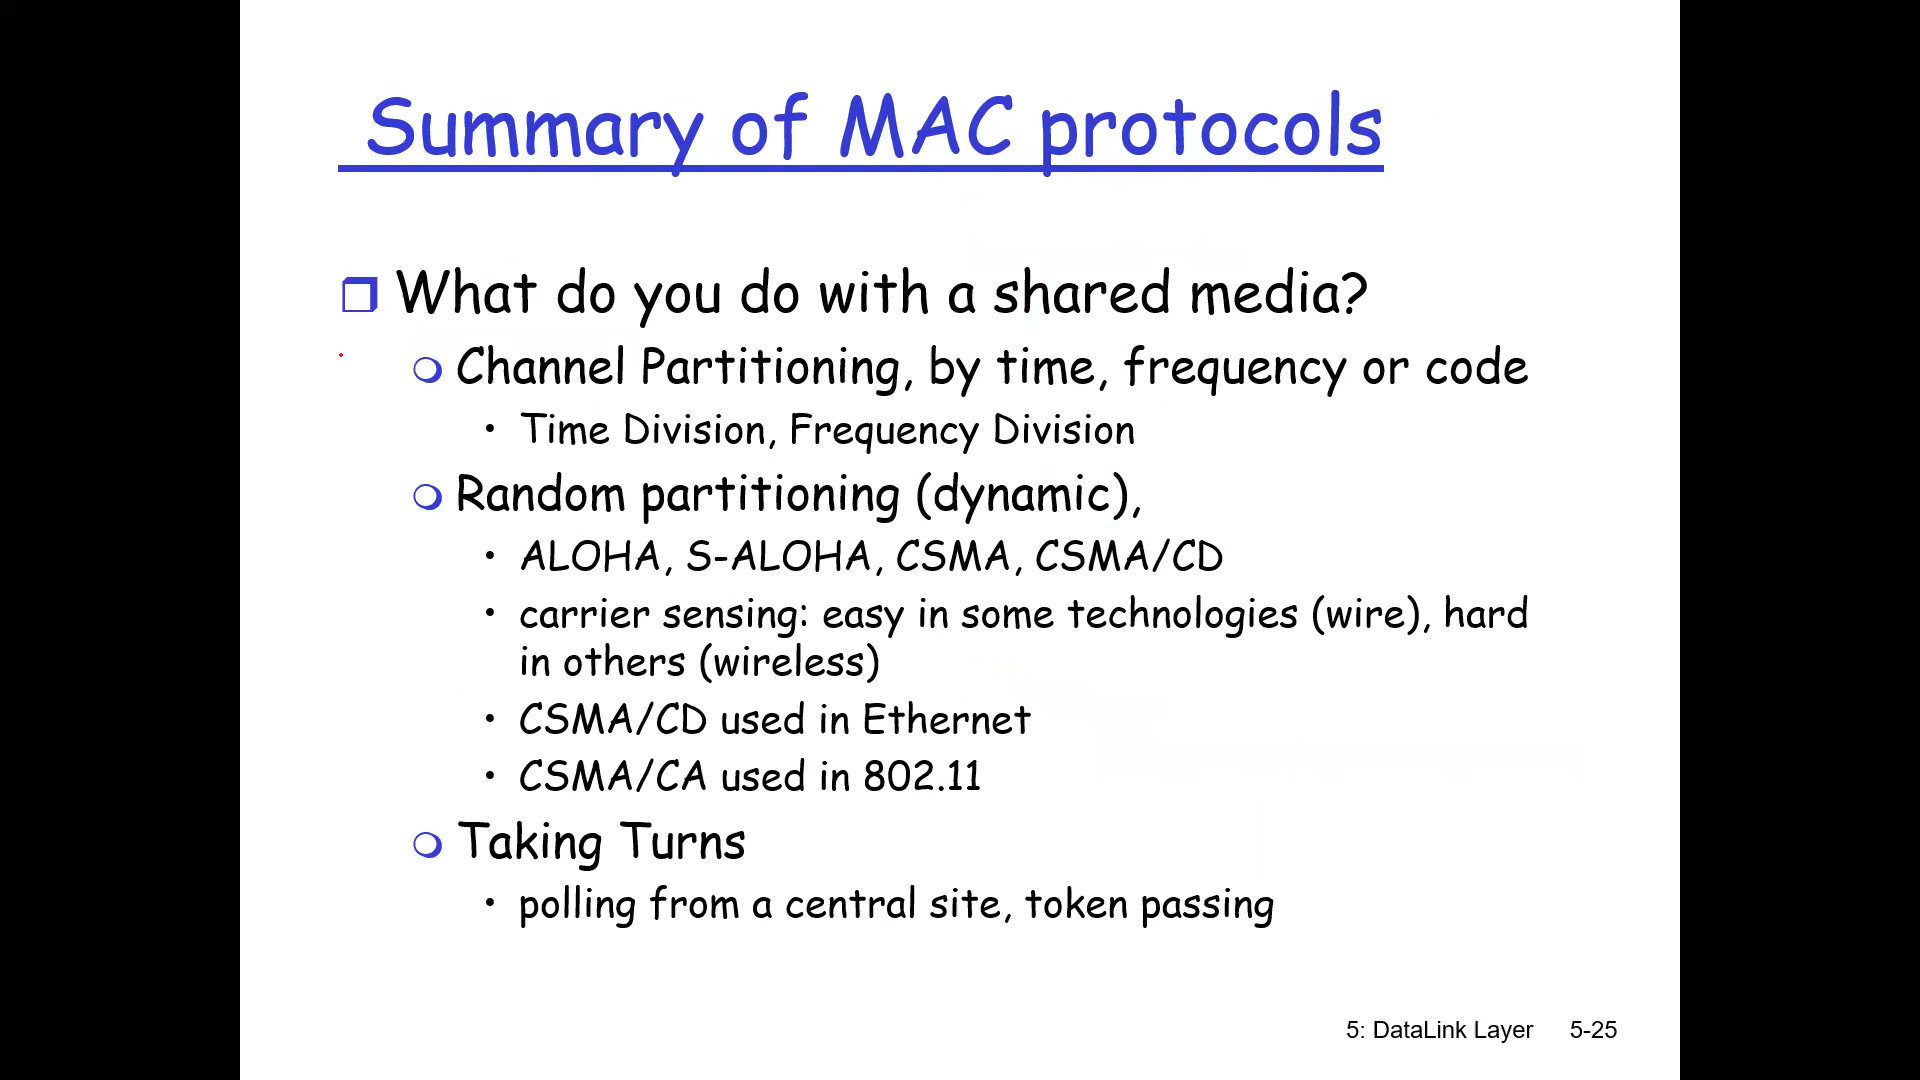 Summary of MAC protocols
What do you do with a shared media?
Channel Partitioning, by time, frequency or code
• Time Division, Frequency Division
Random partitioning (dynamic),
• ALOHA, S-ALOHA, CSMA, CSMA/CD
• carrier sensing: easy in some technologies (wire), hard
in others (wireless)
• CSMA/CD used in Ethernet
• CSMA/CA used in 802.11
Taking Turns
• polling from a central site, token passing
5: DataLink Layer 5-25